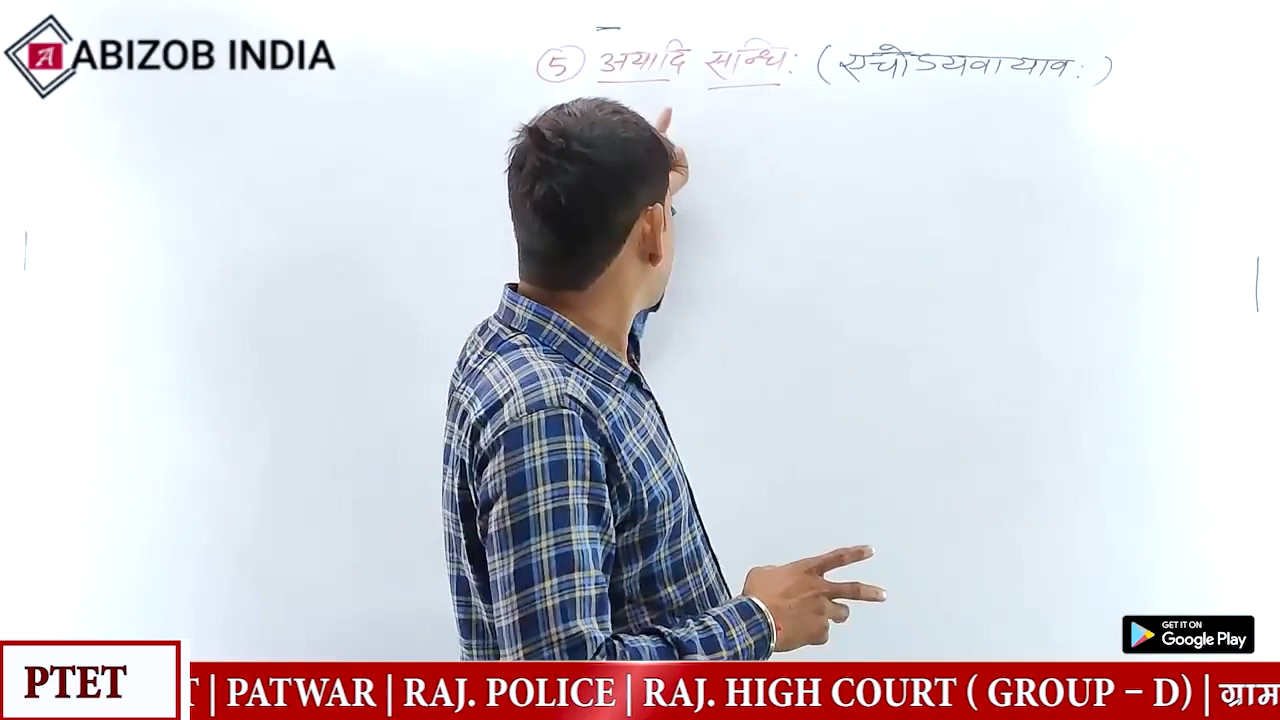 ABIZOB INDIA
⑤ अयादि सन्धि: (एचोऽयवायाव:)
GET IT ON
Google Play
PTET
T | PATWAR | RAJ. POLICE | RAJ. HIGH COURT ( GROUP – D) | ग्राम